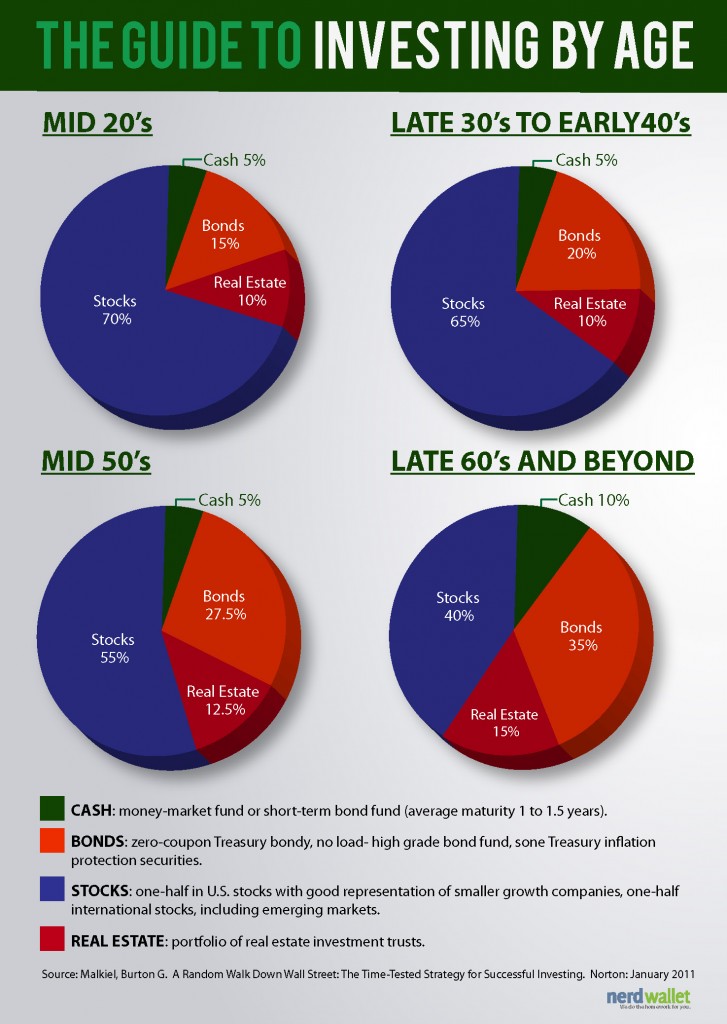 THE GUIDE TO INVESTING BY AGE
MID 20's
Cash 5%
Bonds
15%
Real Estate
10%
Stocks
70%
LATE 30's TO EARLY40's
Cash 5%
Bonds
20%
Real Estate
10%
Stocks
65%
MID 50's
Cash 5%
Bonds
27.5%
Real Estate
12.5%
Stocks
55%
LATE 60's AND BEYOND
Cash 10%
Stocks
40%
Bonds
35%
Real Estate
15%
CASH: money-market fund or short-term bond fund (average maturity 1 to 1.5 years).
BONDS: zero-coupon Treasury bondy, no load- high grade bond fund, sone Treasury inflation
protection securities.
STOCKS: one-half in U.S. stocks with good representation of smaller growth companies, one-half
international stocks, including emerging markets.
REAL ESTATE: portfolio of real estate investment trusts.
Source: Malkiel, Burton G. A Random Walk Down Wall Street: The Time-Tested Strategy for Successful Investing. Norton: January 2011
nerdwallet
We do the homework for you.